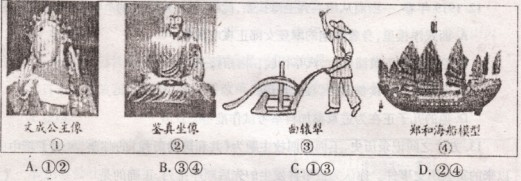 文成公主像 鉴真坐像 曲辕犁 郑和海船模型
① ② ③ ④
A.①② B.③④ C.①③ D.②④